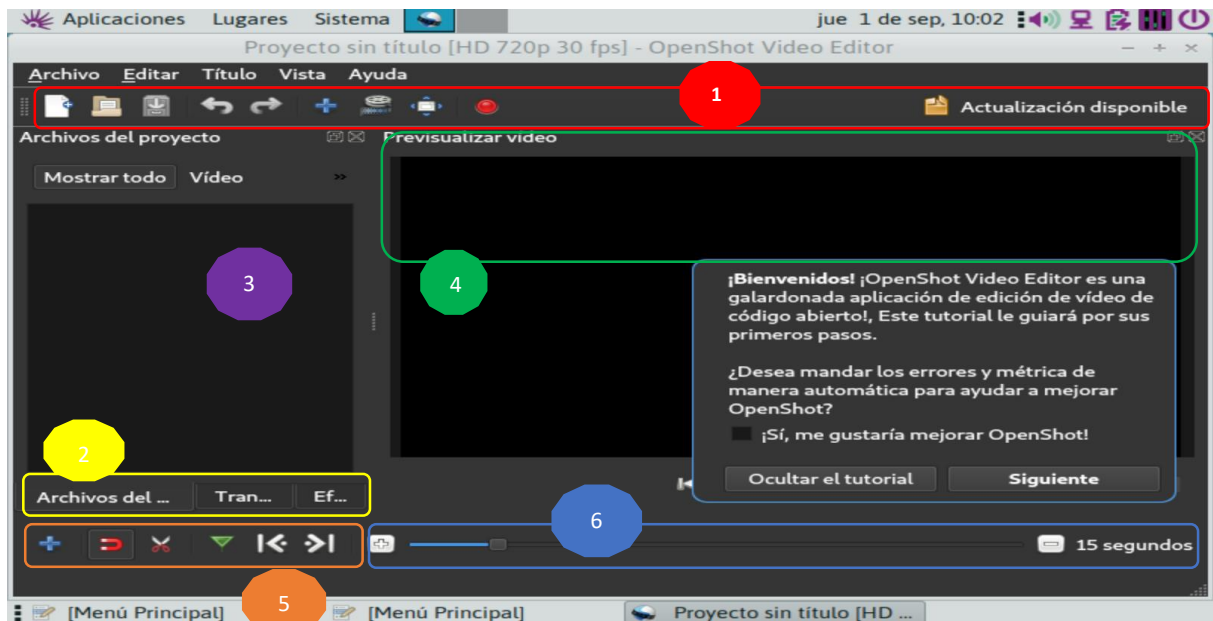 Aplicaciones Lugares Sistema jue 1 de sep, 10:02
Proyecto sin título [HD 720p 30 fps] - OpenShot Video Editor
Archivo Editar Título Vista Ayuda
1
Actualización disponible
Archivos del proyecto Previsualizar vídeo
Mostrar todo Vídeo »
3
4
¡Bienvenidos! ¡OpenShot Video Editor es una
galardonada aplicación de edición de vídeo de
código abierto!, Este tutorial le guiará por sus
primeros pasos.
¿Desea mandar los errores y métrica de
manera automática para ayudar a mejorar
OpenShot?
¡Sí, me gustaría mejorar OpenShot!
Ocultar el tutorial Siguiente
2
Archivos del ... Tran... Ef...
6
15 segundos
5
[Menú Principal] [Menú Principal] Proyecto sin título [HD ...